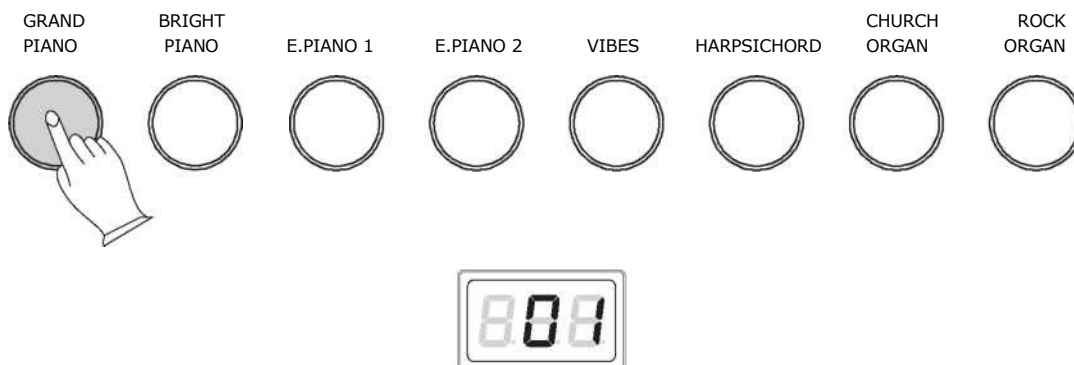 GRAND PIANO
BRIGHT PIANO
E.PIANO 1
E.PIANO 2
VIBES
HARPSICHORD
CHURCH ORGAN
ROCK ORGAN
01